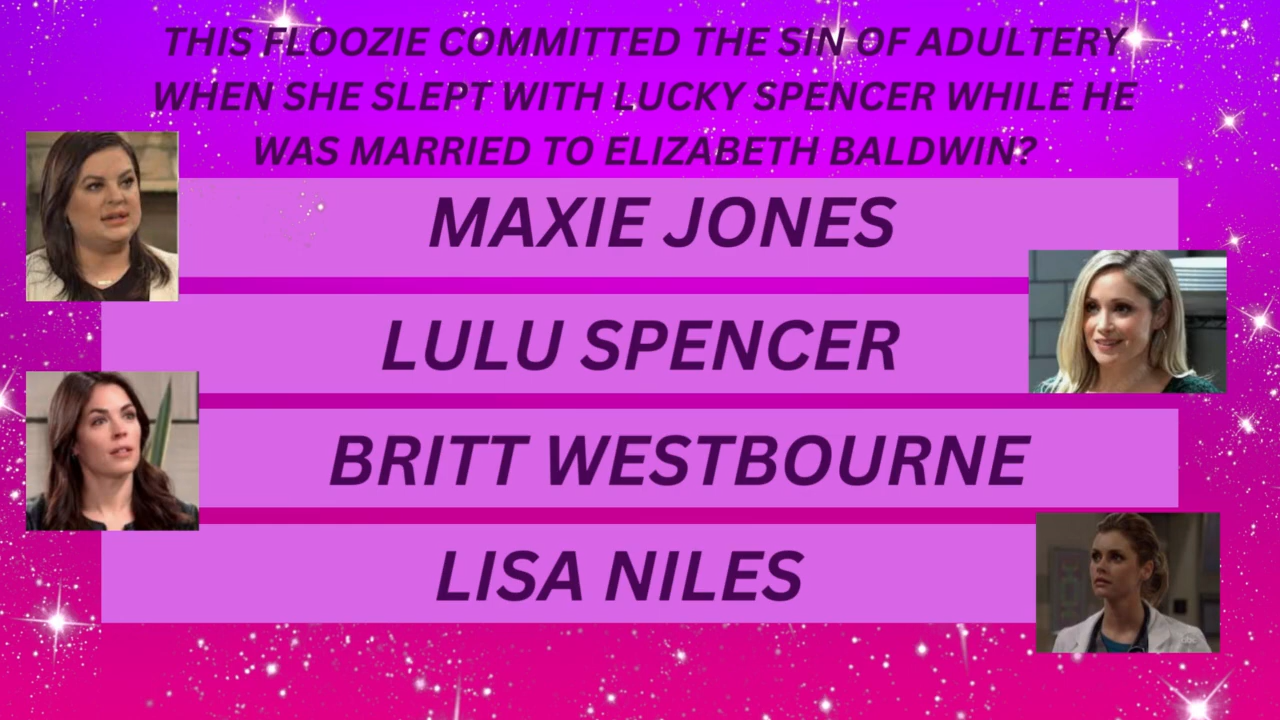 THIS FLOOZIE COMMITTED THE SIN OF ADULTERY
WHEN SHE SLEPT WITH LUCKY SPENCER WHILE HE
WAS MARRIED TO ELIZABETH BALDWIN?
MAXIE JONES
LULU SPENCER
BRITT WESTBOURNE
LISA NILES